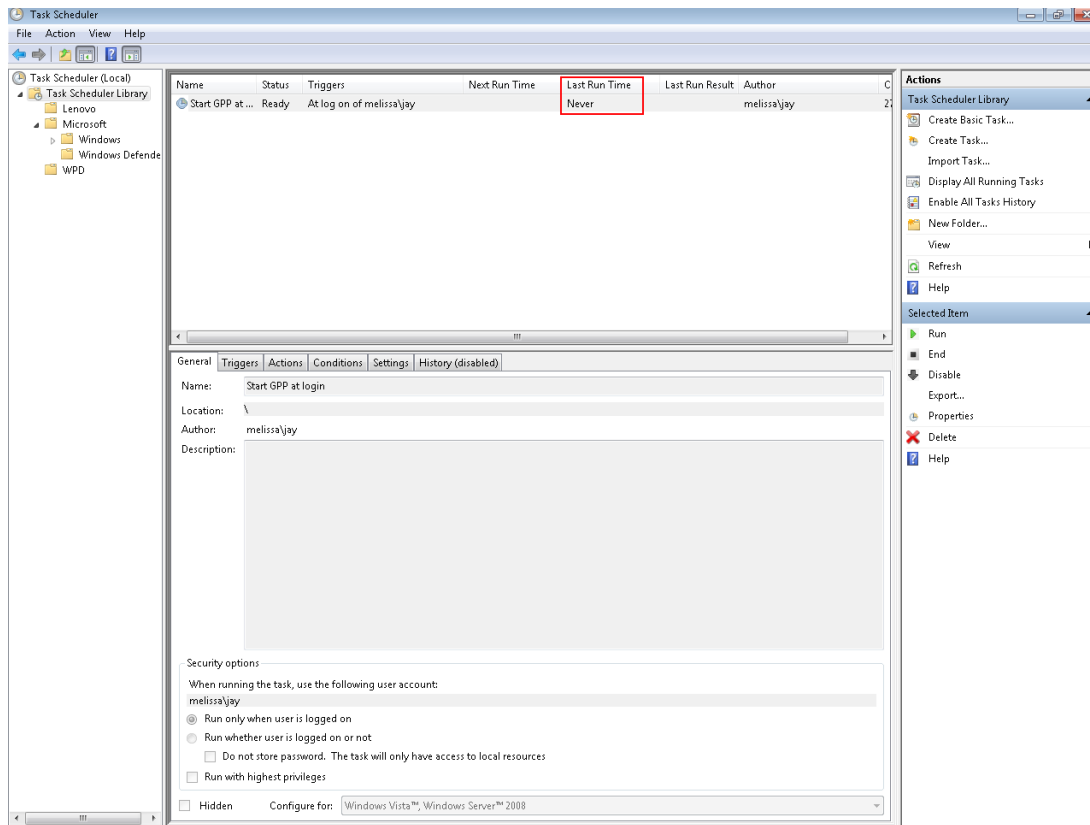 Task Scheduler
File Action View Help
Task Scheduler (Local)
Task Scheduler Library
Lenovo
Microsoft
Windows
Windows Defende
WPD
Name Status Triggers Next Run Time Last Run Time Last Run Result Author C
Start GPP at ... Ready At log on of melissa\jay Never melissa\jay 27
General Triggers Actions Conditions Settings History (disabled)
Name: Start GPP at login
Location: \
Author: melissa\jay
Description:
Security options
When running the task, use the following user account:
melissa\jay
Run only when user is logged on
Run whether user is logged on or not
Do not store password. The task will only have access to local resources
Run with highest privileges
Hidden Configure for: Windows Vista™, Windows Server™ 2008
Actions
Task Scheduler Library
Create Basic Task...
Create Task...
Import Task...
Display All Running Tasks
Enable All Tasks History
New Folder...
View
Refresh
Help
Selected Item
Run
End
Disable
Export...
Properties
Delete
Help